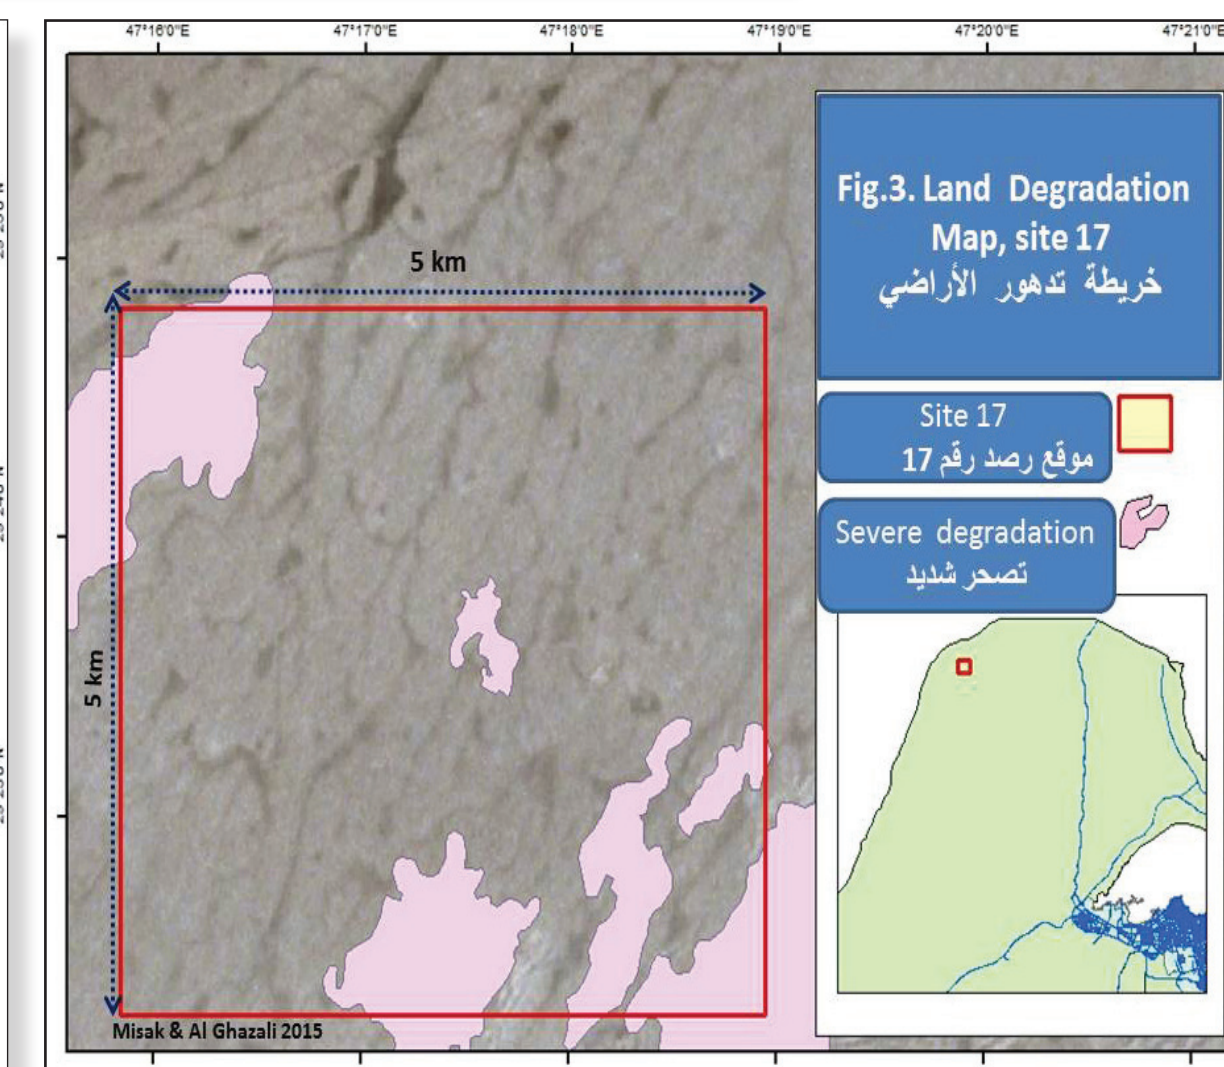 47°16'0"E 47°17'0"E 47°18'0"E 47°19'0"E 47°20'0"E 47°21'0"E
Fig.3. Land Degradation
Map, site 17
خريطة تدهور الأراضي
5 km
Site 17
موقع رصد رقم 17
Severe degradation
تصحر شديد
5 km
Misak & Al Ghazali 2015